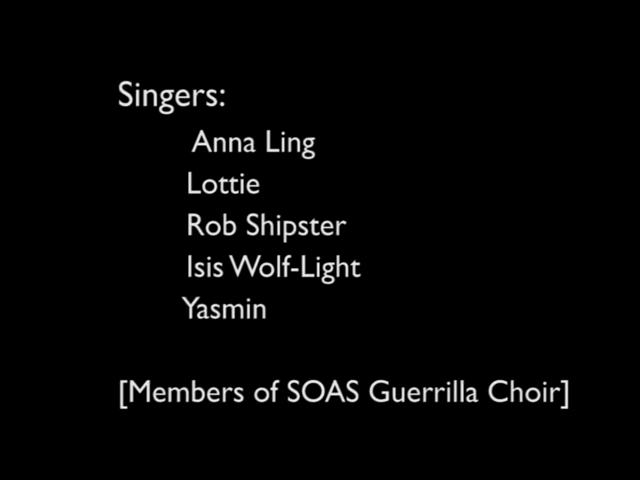 Singers:
Anna Ling
Lottie
Rob Shipster
Isis Wolf-Light
Yasmin
[Members of SOAS Guerrilla Choir]